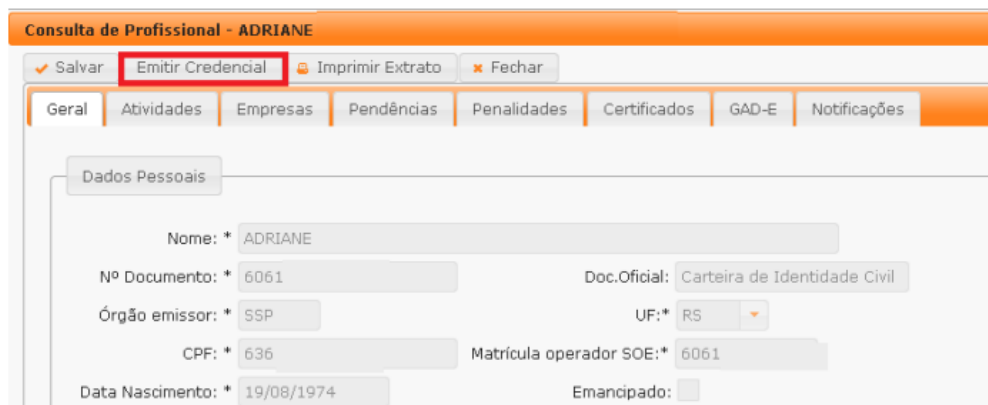 Consulta de Profissional - ADRIANE
Salvar Emitir Credencial Imprimir Extrato Fechar
Geral Atividades Empresas Pendências Penalidades Certificados GAD-E Notificações
Dados Pessoais
Nome: * ADRIANE
Nº Documento: * 6061 Doc.Oficial: Carteira de Identidade Civil
Órgão emissor: * SSP UF:* RS
CPF: * 636 Matrícula operador SOE:* 6061
Data Nascimento: * 19/08/1974 Emancipado: